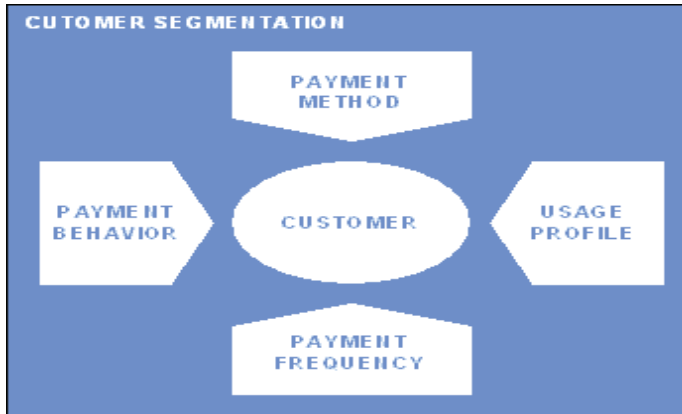 CUTOMER SEGMENTATION
PAYMENT
METHOD
PAYMENT
BEHAVIOR
CUSTOMER
USAGE
PROFILE
PAYMENT
FREQUENCY